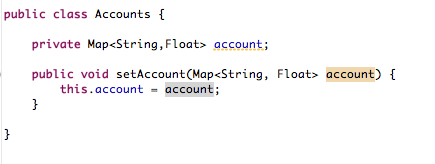 public class Accounts {
private Map<String,Float> account;
public void setAccount(Map<String, Float> account) {
this.account = account;
}
}